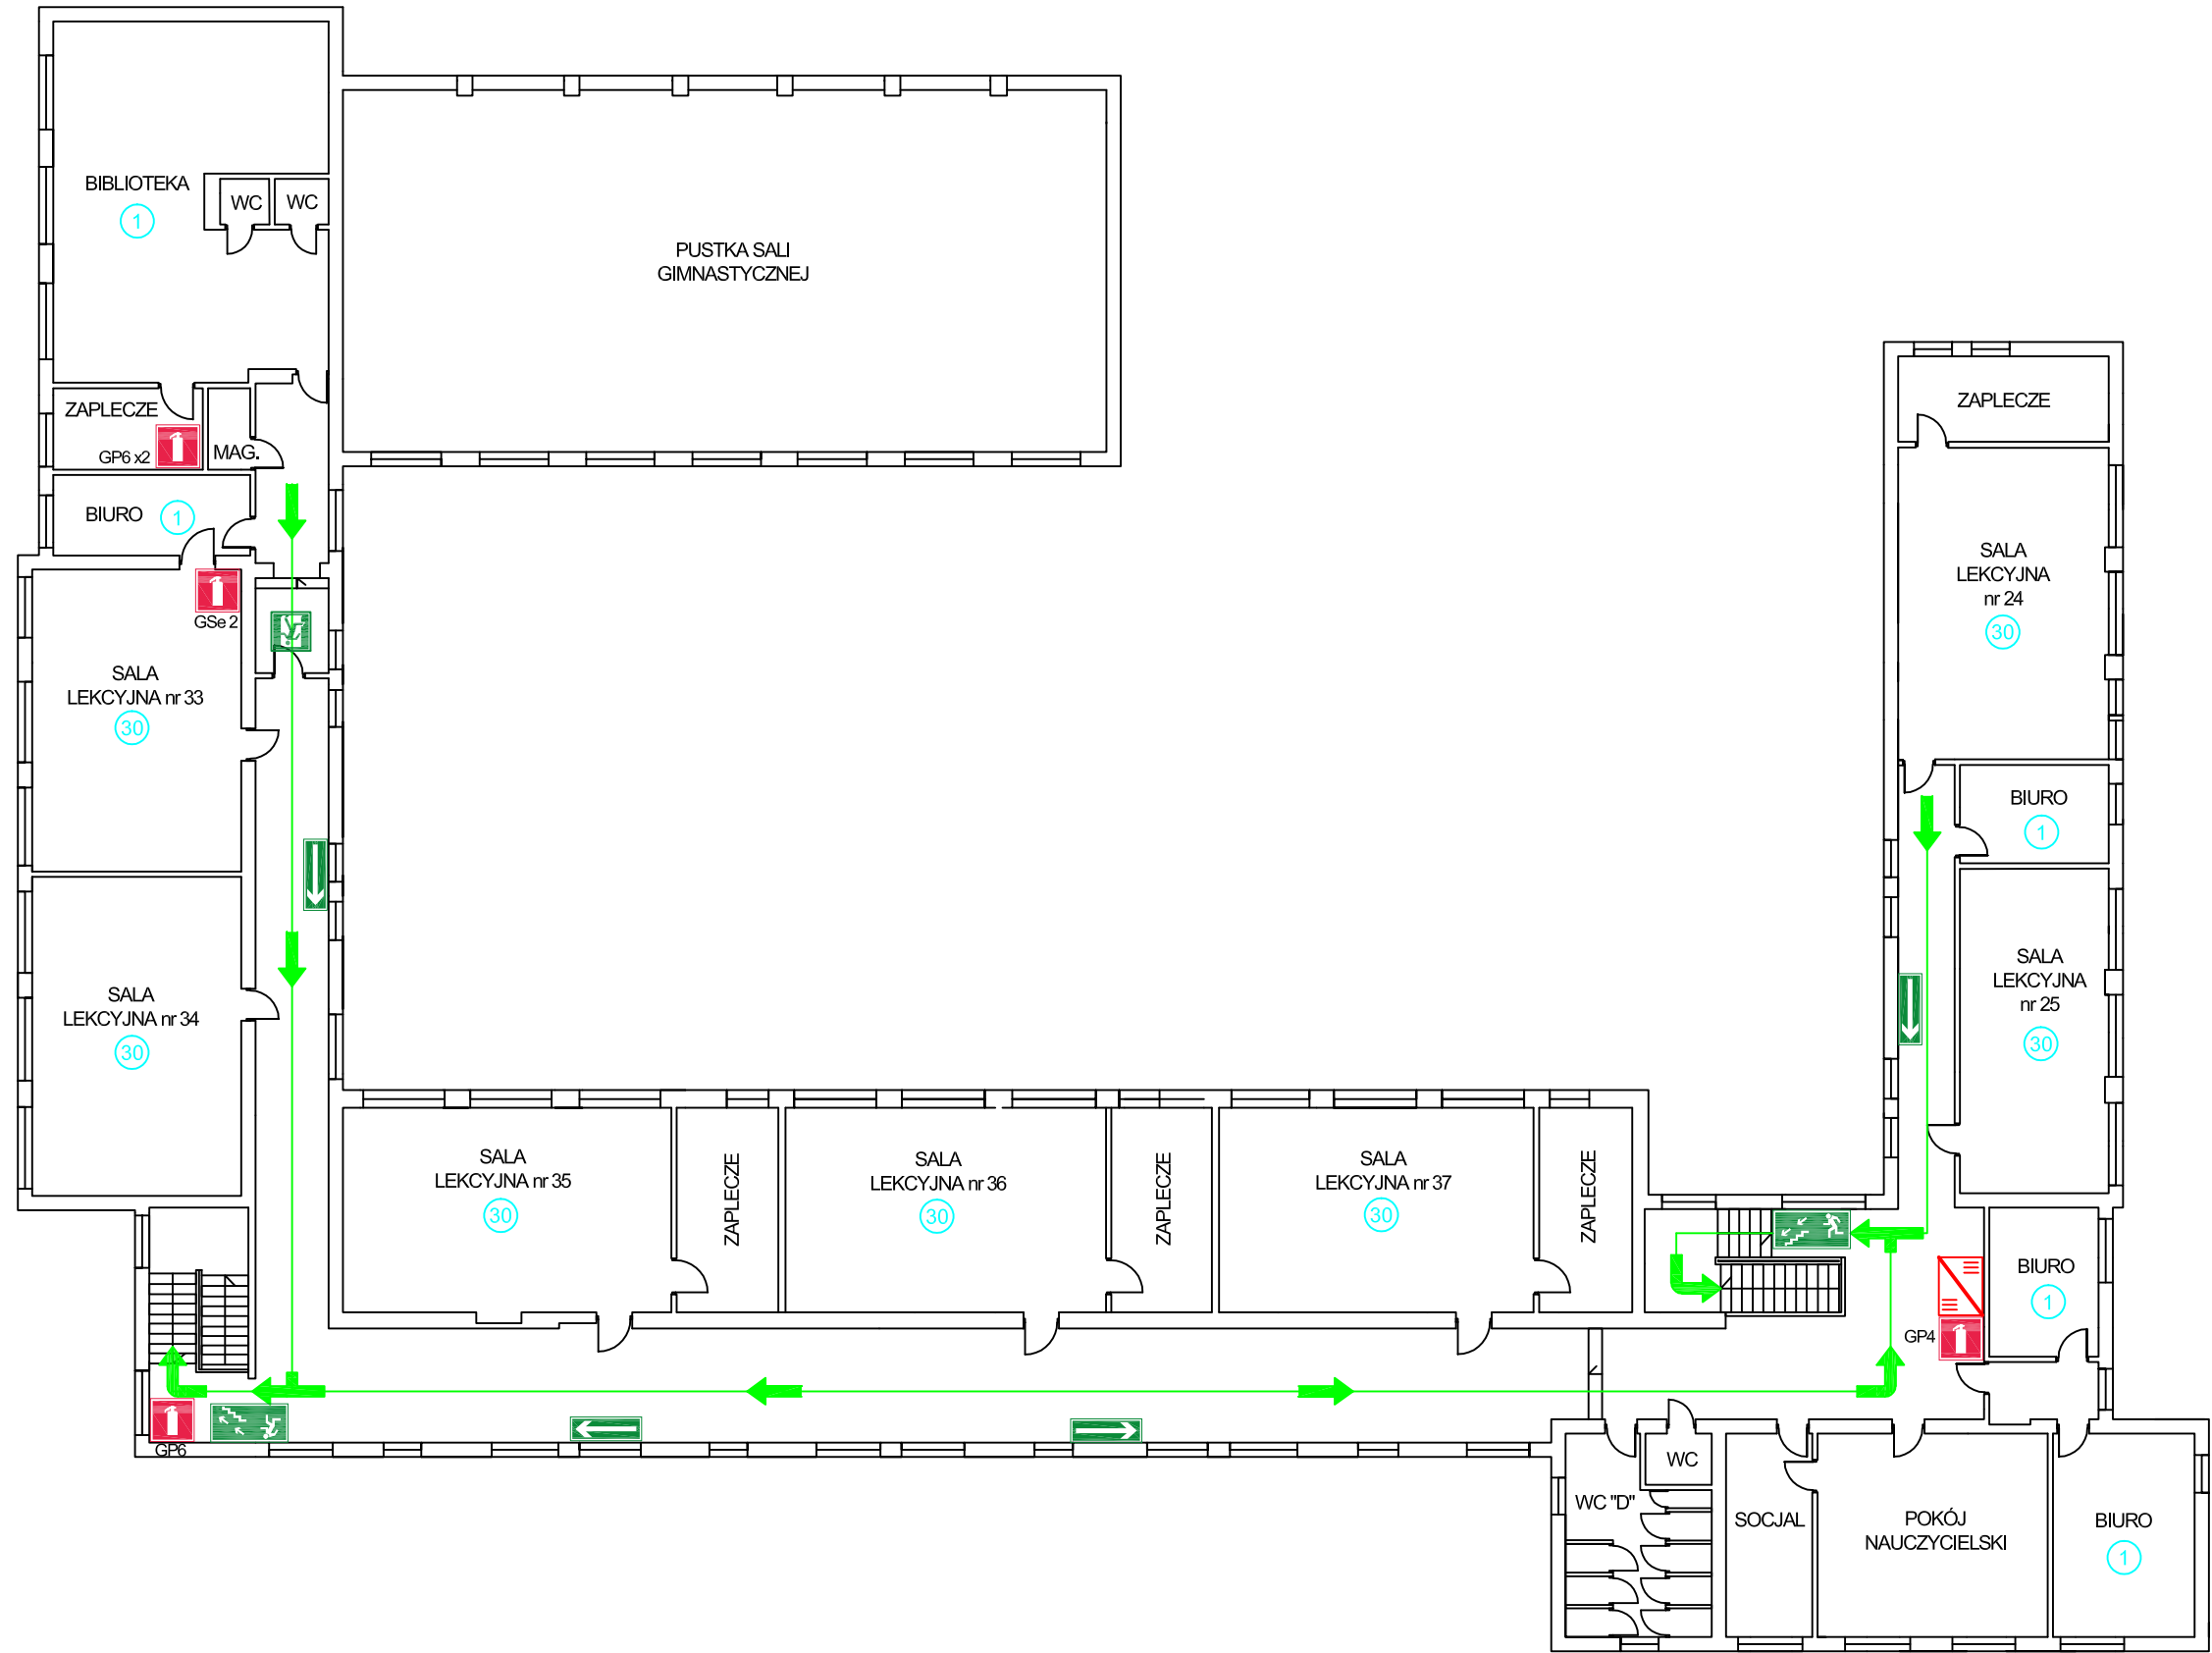 BIBLIOTEKA
1
WC
WC
PUSTKA SALI
GIMNASTYCZNEJ
ZAPLECZE
GP6 x2
MAG.
BIURO
1
GSe 2
SALA
LEKCYJNA nr 33
30
SALA
LEKCYJNA nr 34
30
SALA
LEKCYJNA nr 35
30
ZAPLECZE
SALA
LEKCYJNA nr 36
30
ZAPLECZE
SALA
LEKCYJNA nr 37
30
ZAPLECZE
ZAPLECZE
SALA
LEKCYJNA
nr 24
30
BIURO
1
SALA
LEKCYJNA
nr 25
30
BIURO
1
GP4
GP6
WC
WC "D"
SOCJAL
POKÓJ
NAUCZYCIELSKI
BIURO
1